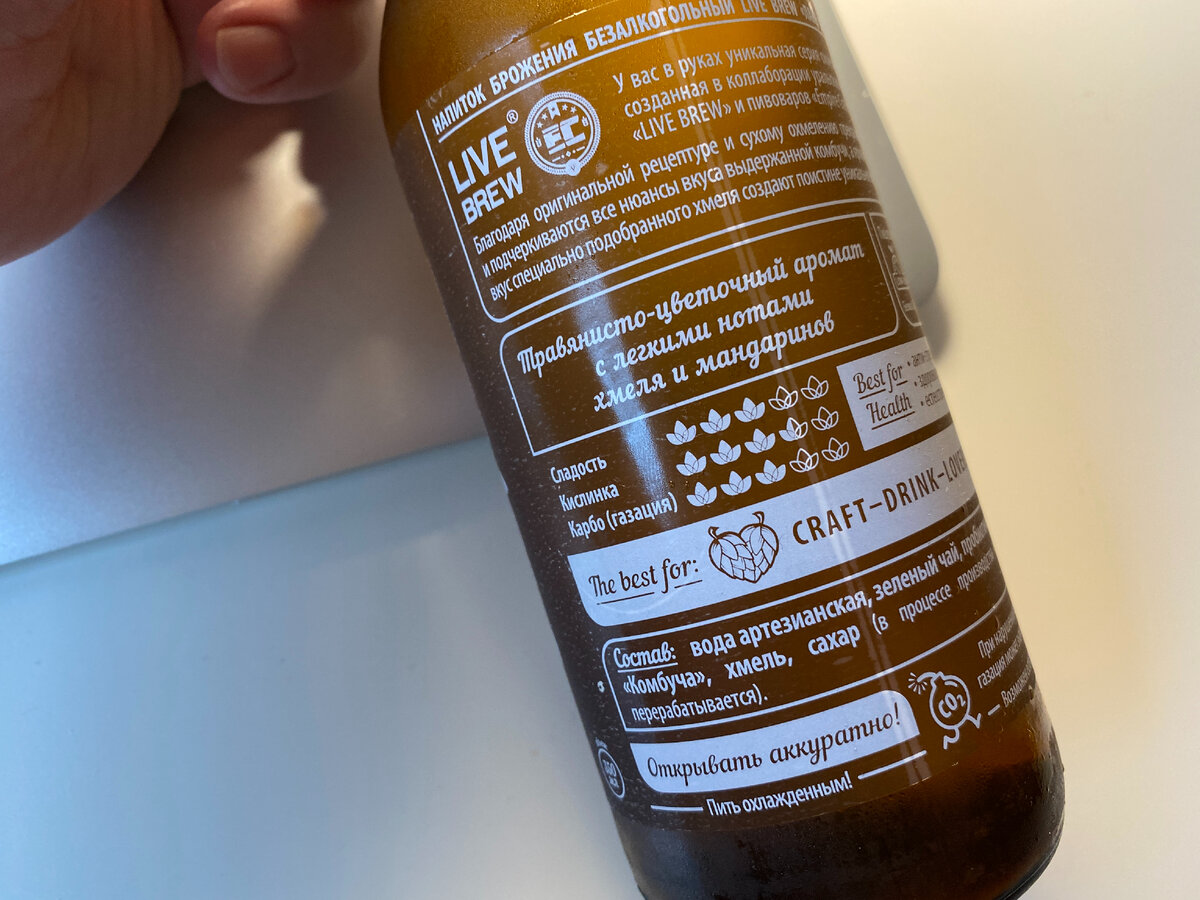 НАПИТОК БРОЖЕНИЯ БЕЗАЛКОГОЛЬНЫЙ LIVE BREW
LIVE
BREW
®
EC
У вас в руках уникальная серия
созданная в коллаборации
«LIVE BREW» и пивоваров
Благодаря оригинальной рецептуре и сухому охмелению
и подчеркиваются все нюансы вкуса выдержанной комбучи,
вкус специально подобранного хмеля создают поистине
Травянисто-цветочный аромат
с легкими нотами
хмеля и мандаринов
Best for
Health
Сладость
Кислинка
Карбо (газация)
The best for:
CRAFT–DRINK–LOVE
Состав: вода артезианская, зеленый чай,
«Комбуча», хмель, сахар (в процессе
перерабатывается).
Открывать аккуратно!
CO₂
При
газация
Пить охлажденным!